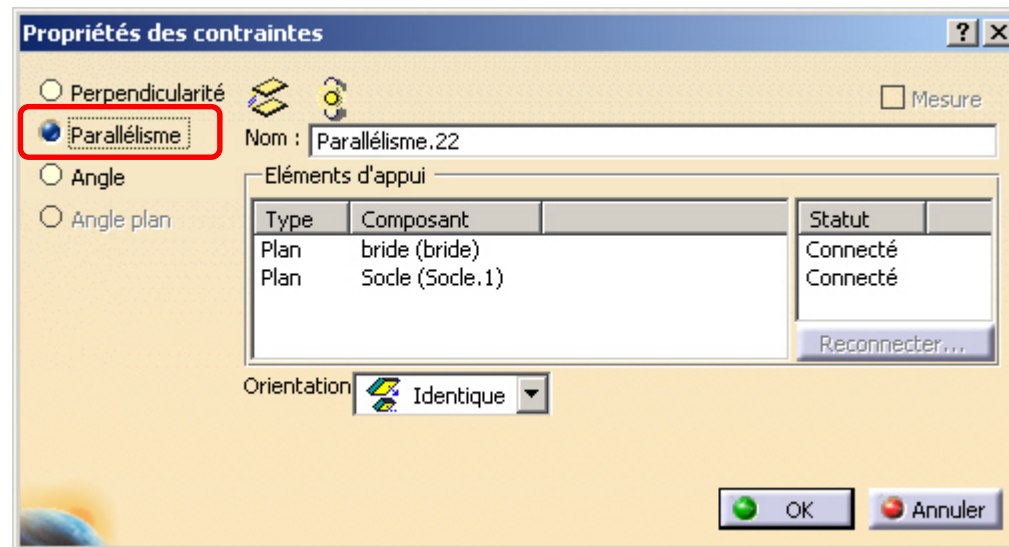 Propriétés des contraintes
Perpendicularité
Mesure
Parallélisme
Nom : Parallélisme.22
Angle
Eléments d'appui
Angle plan
Type Composant Statut
Plan bride (bride) Connecté
Plan Socle (Socle.1) Connecté
Reconnecter...
Orientation Identique
OK Annuler